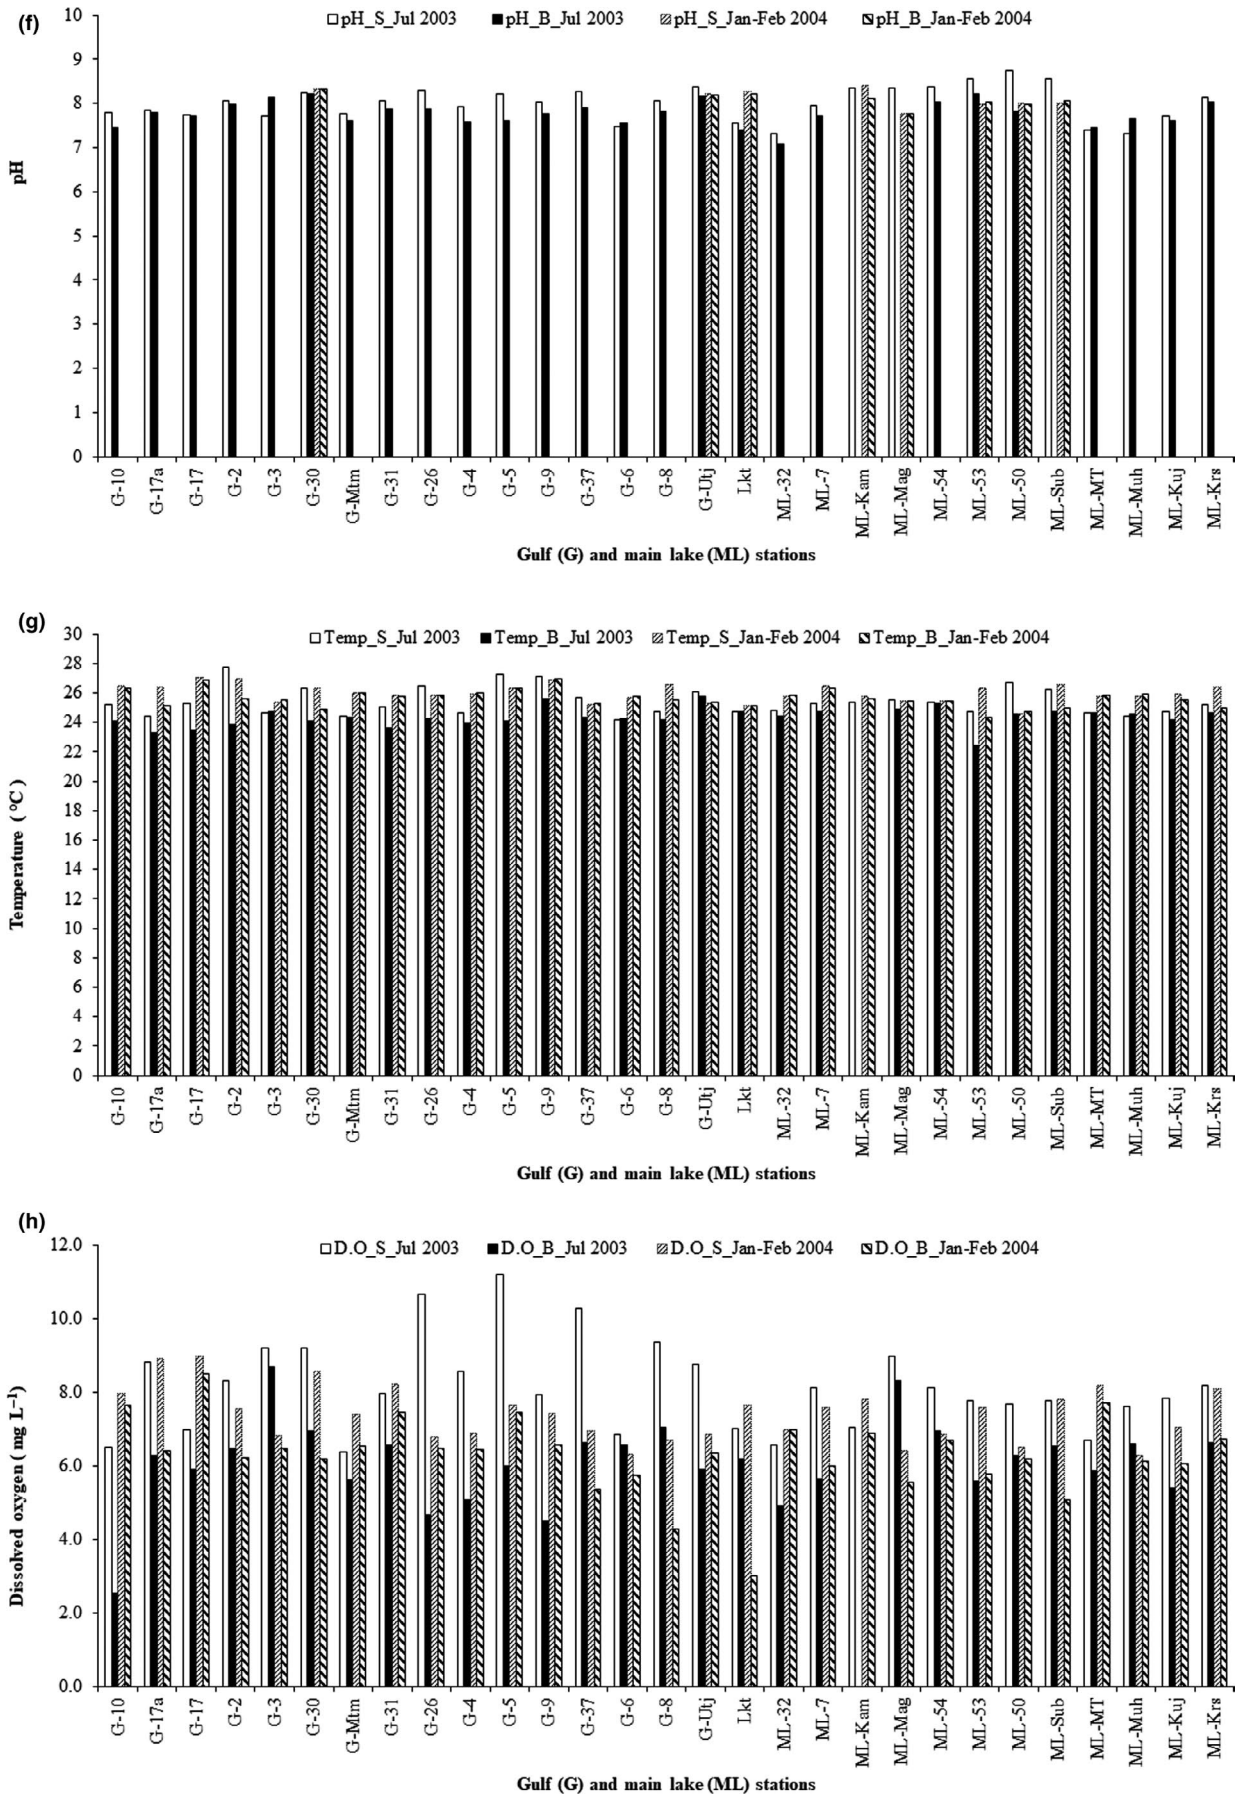 (f)
pH_S_Jul 2003 pH_B_Jul 2003 pH_S_Jan-Feb 2004 pH_B_Jan-Feb 2004
10
9
8
7
6
5
4
3
2
1
0
pH
G-10 G-17a G-17 G-2 G-3 G-30 G-Mtm G-31 G-26 G-4 G-5 G-9 G-37 G-6 G-8 G-Utj Lkt ML-32 ML-7 ML-Kam ML-Mag ML-54 ML-53 ML-50 ML-Sub ML-MT ML-Muh ML-Kuj ML-Krs
Gulf (G) and main lake (ML) stations
(g)
Temp_S_Jul 2003 Temp_B_Jul 2003 Temp_S_Jan-Feb 2004 Temp_B_Jan-Feb 2004
30
28
26
24
22
20
18
16
14
12
10
8
6
4
2
0
Temperature (°C)
G-10 G-17a G-17 G-2 G-3 G-30 G-Mtm G-31 G-26 G-4 G-5 G-9 G-37 G-6 G-8 G-Utj Lkt ML-32 ML-7 ML-Kam ML-Mag ML-54 ML-53 ML-50 ML-Sub ML-MT ML-Muh ML-Kuj ML-Krs
Gulf (G) and main lake (ML) stations
(h)
D.O_S_Jul 2003 D.O_B_Jul 2003 D.O_S_Jan-Feb 2004 D.O_B_Jan-Feb 2004
12.0
10.0
8.0
6.0
4.0
2.0
0.0
Dissolved oxygen (mg L⁻¹)
G-10 G-17a G-17 G-2 G-3 G-30 G-Mtm G-31 G-26 G-4 G-5 G-9 G-37 G-6 G-8 G-Utj Lkt ML-32 ML-7 ML-Kam ML-Mag ML-54 ML-53 ML-50 ML-Sub ML-MT ML-Muh ML-Kuj ML-Krs
Gulf (G) and main lake (ML) stations